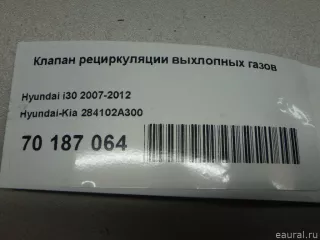 Клапан рециркуляции выхлопных газов
Hyundai i30 2007-2012
Hyundai-Kia 284102A300
70 187 064
eaural.ru